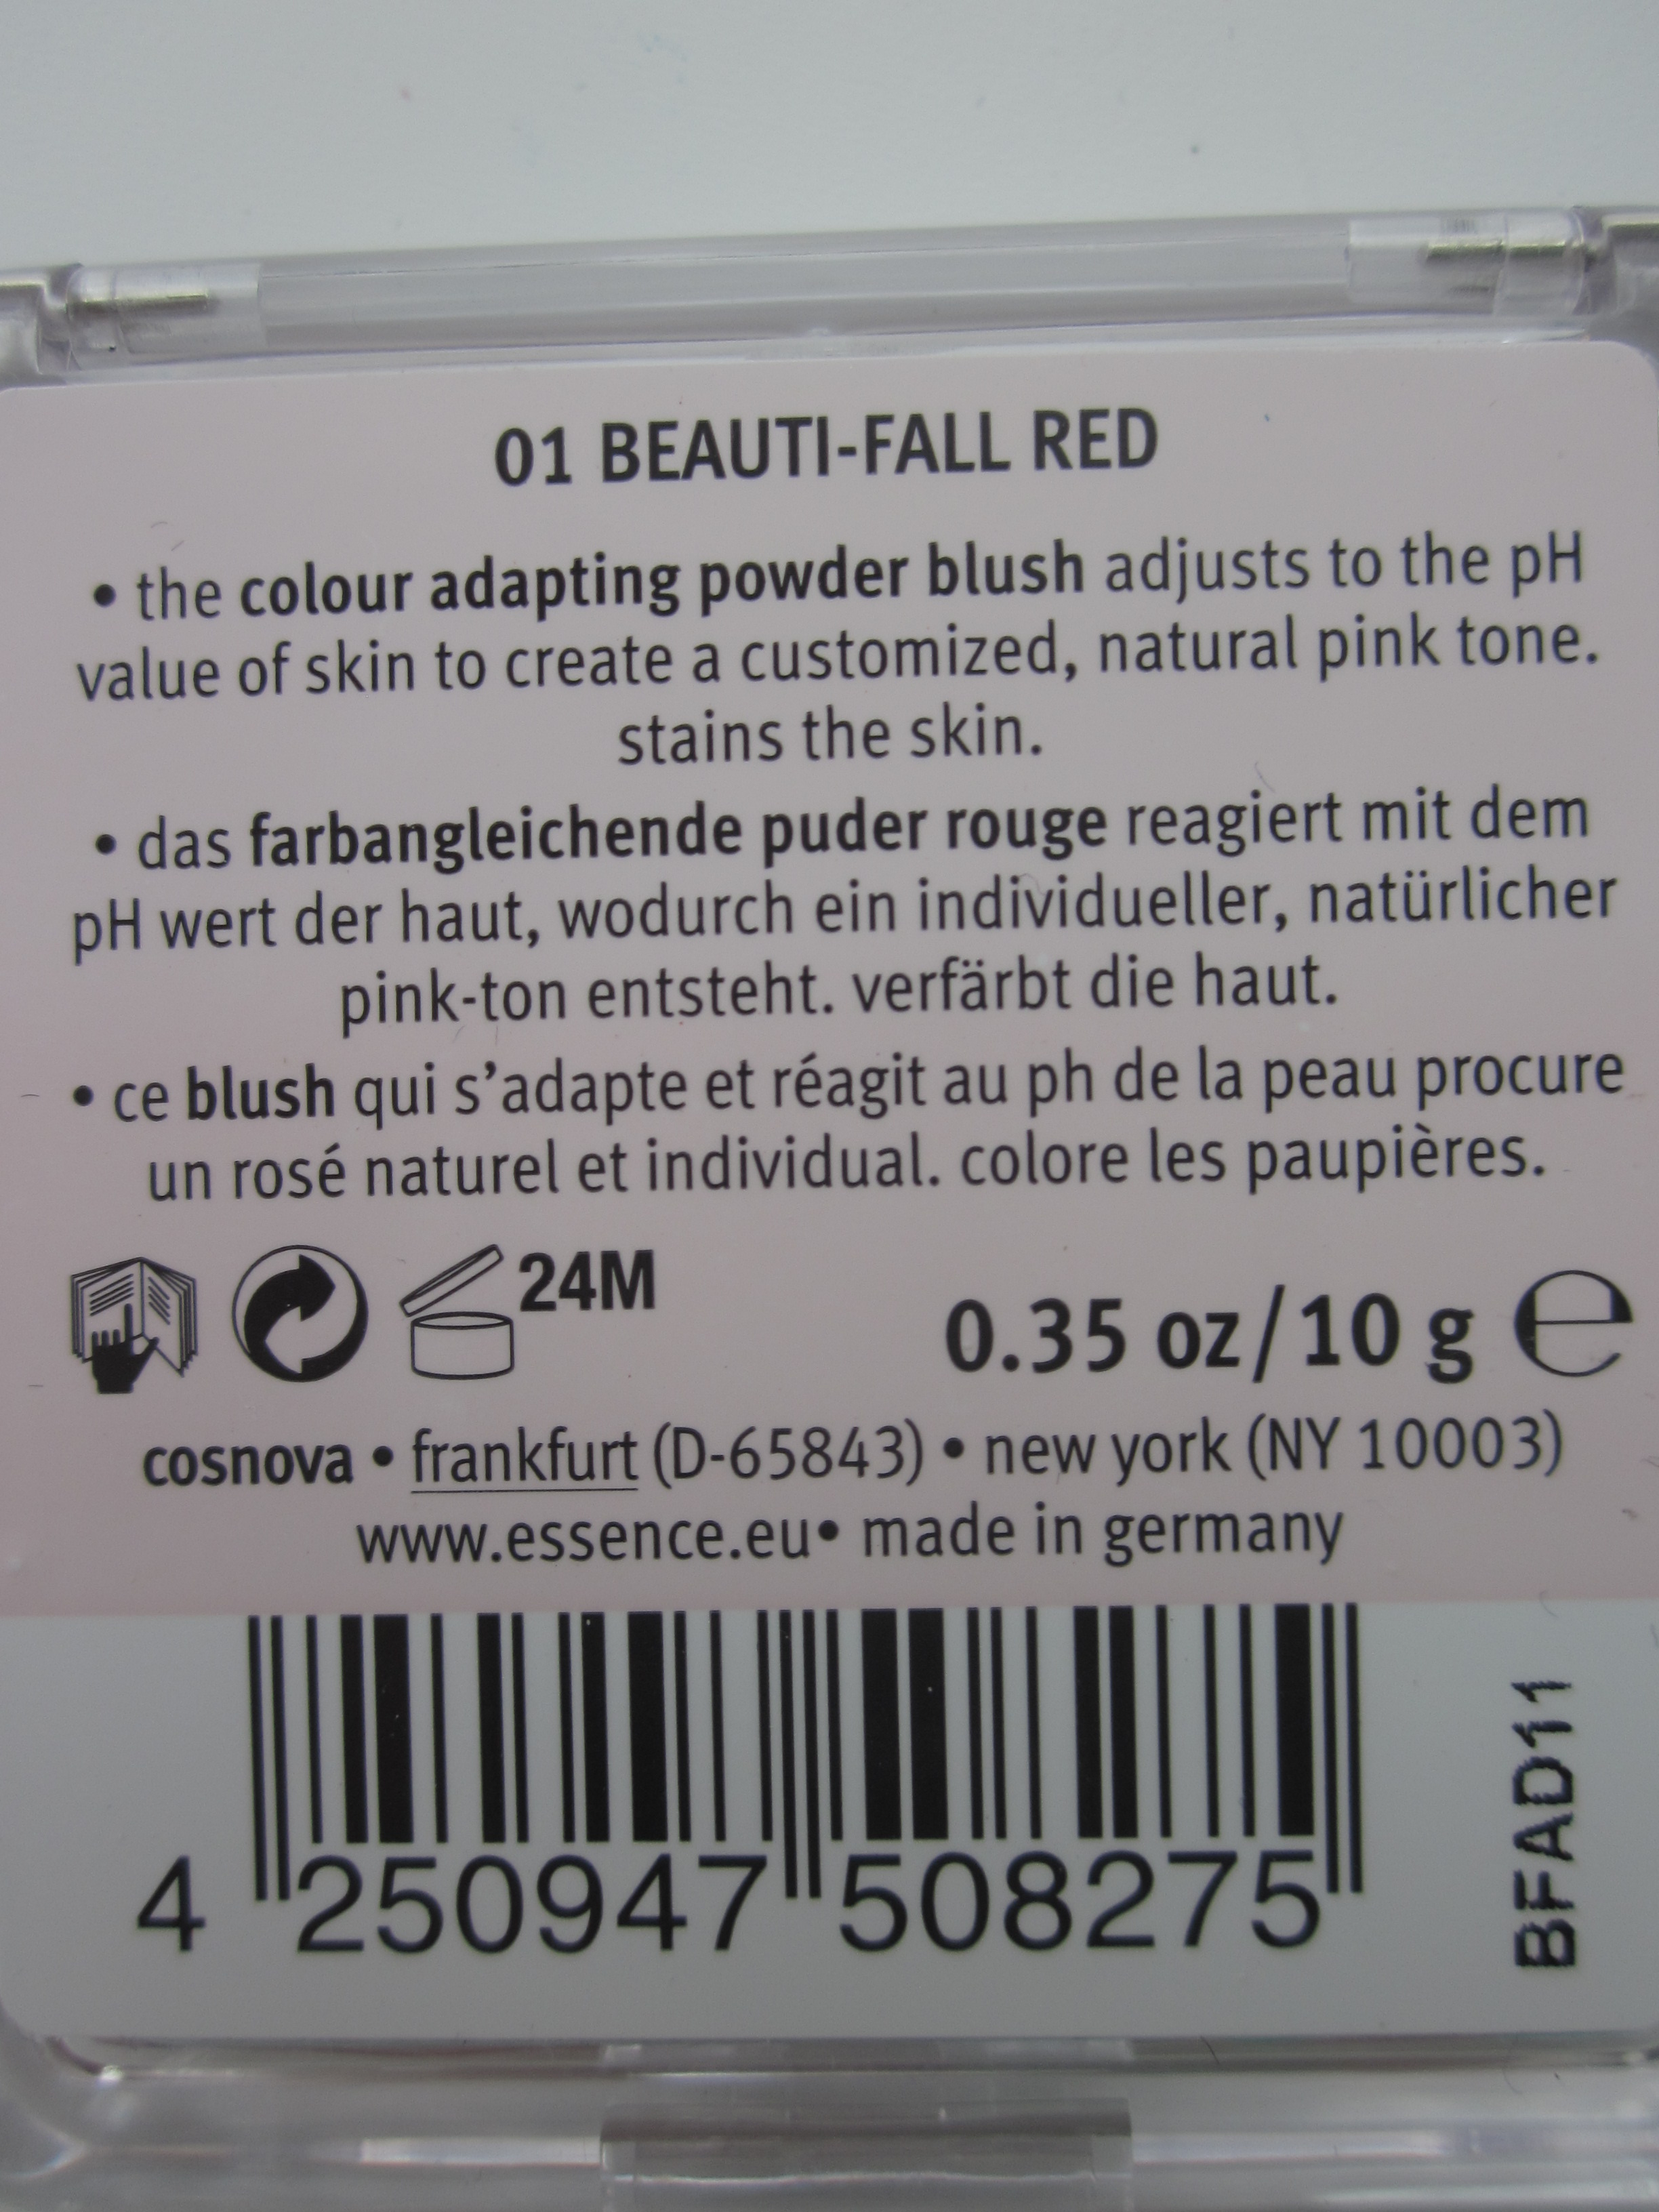 01 BEAUTI-FALL RED
• the colour adapting powder blush adjusts to the pH
value of skin to create a customized, natural pink tone.
stains the skin.
• das farbangleichende puder rouge reagiert mit dem
pH wert der haut, wodurch ein individueller, natürlicher
pink-ton entsteht. verfärbt die haut.
• ce blush qui s’adapte et réagit au ph de la peau procure
un rosé naturel et individual. colore les paupières.
24M
0.35 oz/10 g e
cosnova • frankfurt (D-65843) • new york (NY 10003)
www.essence.eu• made in germany
4 250947 508275
BFAD11